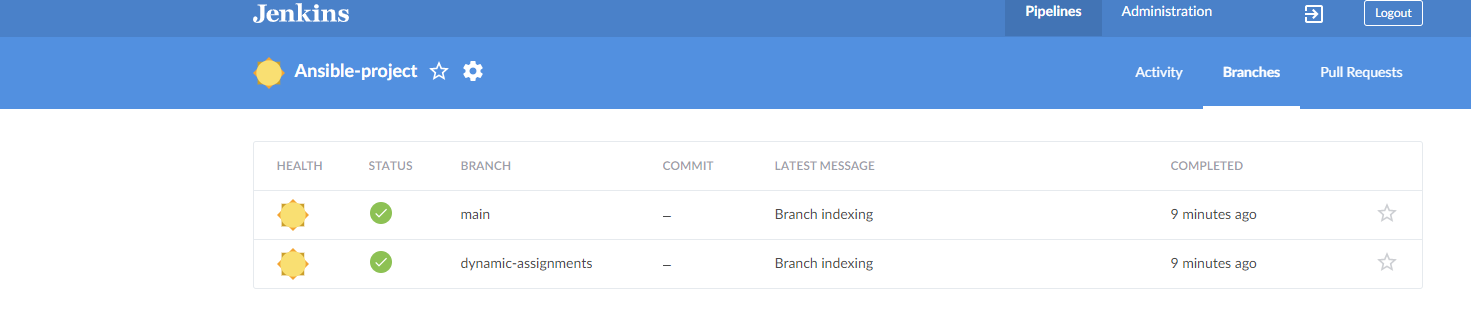 Jenkins Pipelines Administration Logout
Ansible-project Activity Branches Pull Requests
HEALTH STATUS BRANCH COMMIT LATEST MESSAGE COMPLETED
main – Branch indexing 9 minutes ago
dynamic-assignments – Branch indexing 9 minutes ago